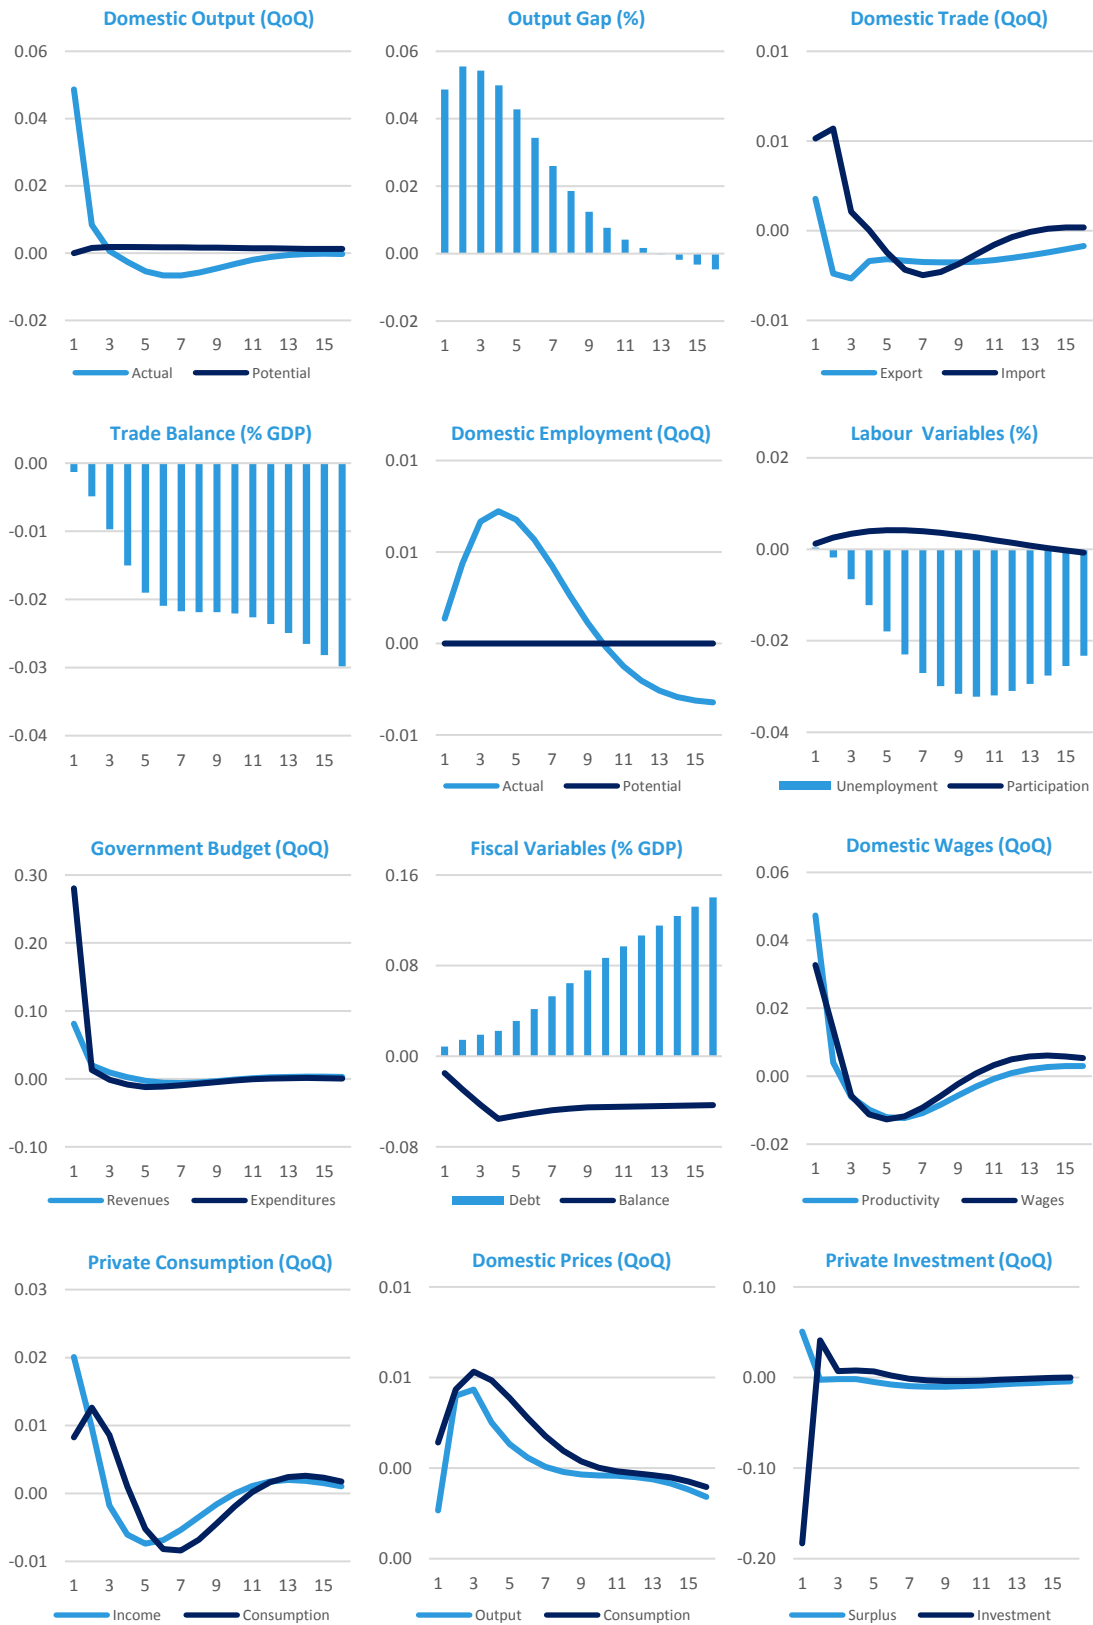 Domestic Output (QoQ)
0.06
0.04
0.02
0.00
-0.02
1 3 5 7 9 11 13 15
Actual Potential
Output Gap (%)
0.06
0.04
0.02
0.00
-0.02
1 3 5 7 9 11 13 15
Domestic Trade (QoQ)
0.01
0.01
0.00
-0.01
1 3 5 7 9 11 13 15
Export Import
Trade Balance (% GDP)
0.00
-0.01
-0.02
-0.03
-0.04
1 3 5 7 9 11 13 15
Domestic Employment (QoQ)
0.01
0.01
0.00
-0.01
1 3 5 7 9 11 13 15
Actual Potential
Labour Variables (%)
0.02
0.00
-0.02
-0.04
1 3 5 7 9 11 13 15
Unemployment Participation
Government Budget (QoQ)
0.30
0.20
0.10
0.00
-0.10
1 3 5 7 9 11 13 15
Revenues Expenditures
Fiscal Variables (% GDP)
0.16
0.08
0.00
-0.08
1 3 5 7 9 11 13 15
Debt Balance
Domestic Wages (QoQ)
0.06
0.04
0.02
0.00
-0.02
1 3 5 7 9 11 13 15
Productivity Wages
Private Consumption (QoQ)
0.03
0.02
0.01
0.00
-0.01
1 3 5 7 9 11 13 15
Income Consumption
Domestic Prices (QoQ)
0.01
0.01
0.00
0.00
1 3 5 7 9 11 13 15
Output Consumption
Private Investment (QoQ)
0.10
0.00
-0.10
-0.20
1 3 5 7 9 11 13 15
Surplus Investment